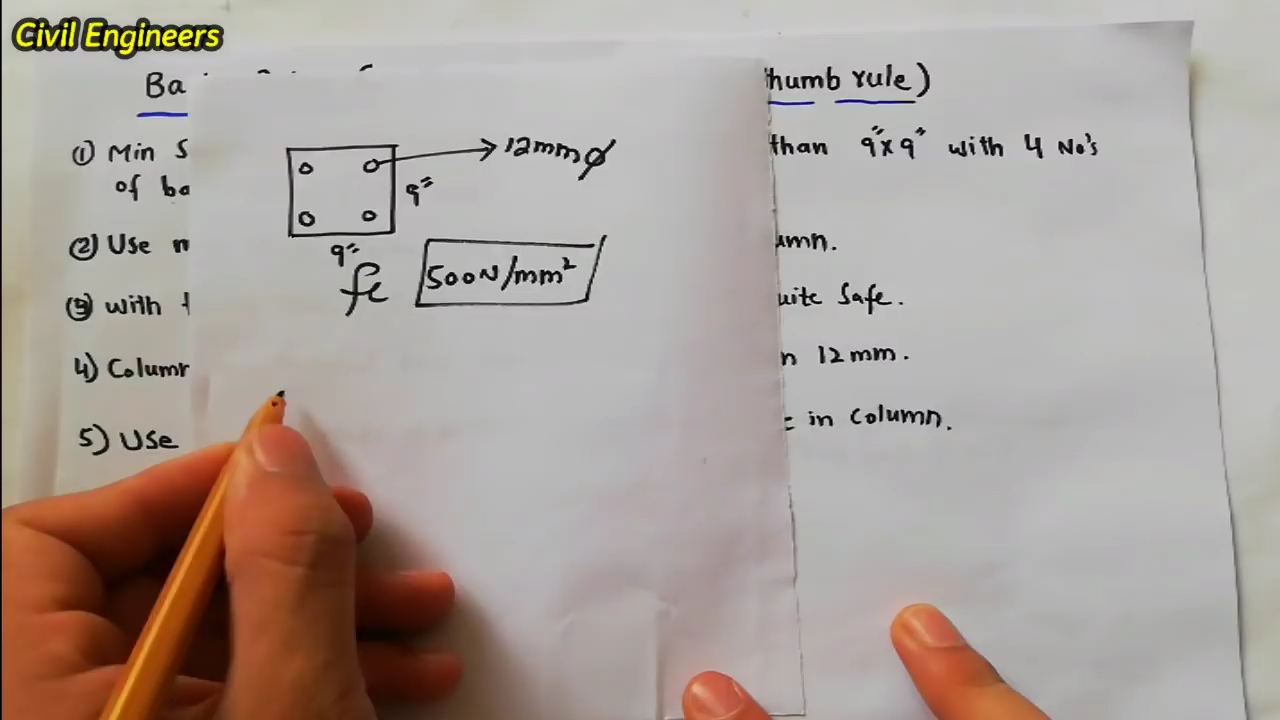 Civil Engineers
Ba humb rule)
① Min S than 9"x9" with 4 No's
of ba
② Use umn.
③ with uite Safe.
4) Column 12mm.
5) Use in Column.
12mmϕ
9"
9"
fe 500N/mm²